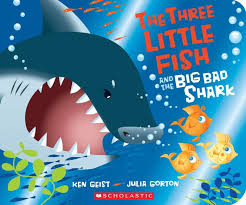 THE THREE
LITTLE
FISH
AND THE BIG BAD
SHARK
KEN GEIST
JULIA GORTON
SCHOLASTIC